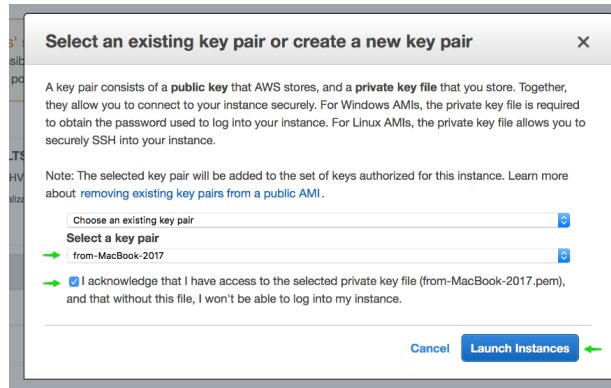 Select an existing key pair or create a new key pair
A key pair consists of a public key that AWS stores, and a private key file that you store. Together,
they allow you to connect to your instance securely. For Windows AMIs, the private key file is required
to obtain the password used to log into your instance. For Linux AMIs, the private key file allows you to
securely SSH into your instance.
Note: The selected key pair will be added to the set of keys authorized for this instance. Learn more
about removing existing key pairs from a public AMI.
Choose an existing key pair
Select a key pair
from-MacBook-2017
I acknowledge that I have access to the selected private key file (from-MacBook-2017.pem),
and that without this file, I won't be able to log into my instance.
Cancel Launch Instances